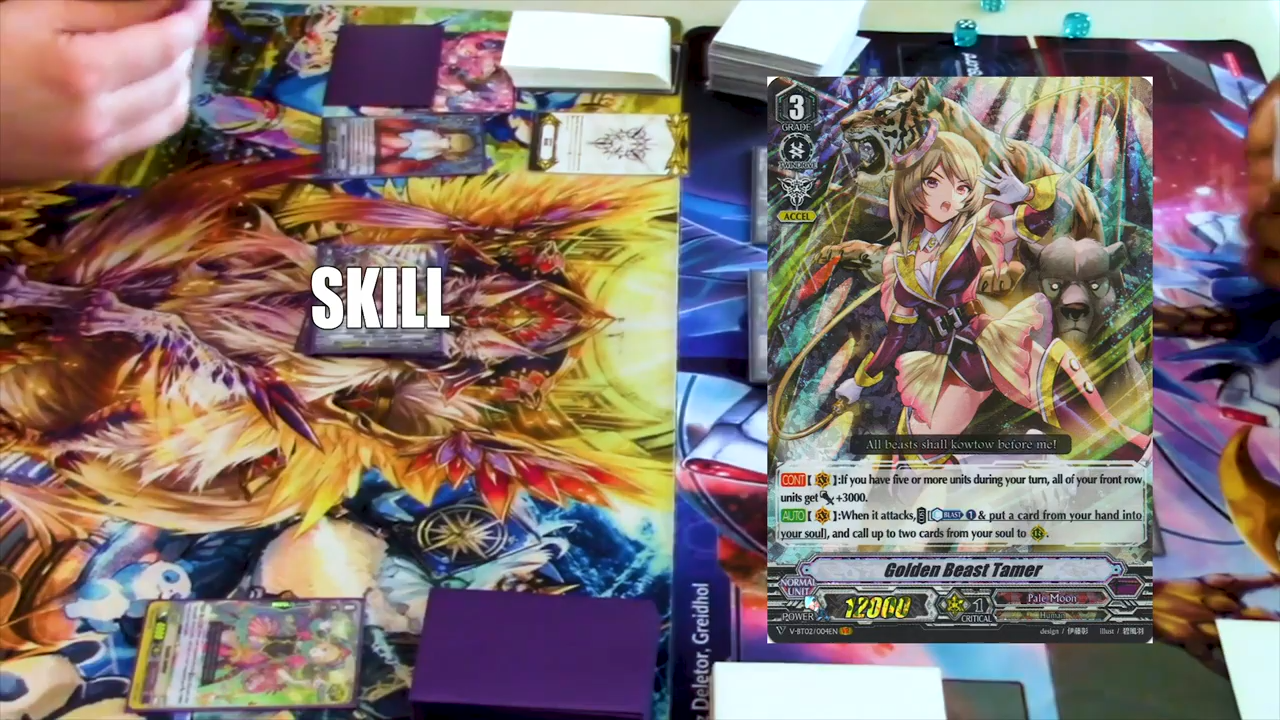 SKILL
3
GRADE
TWINDRIVE
ACCEL
All beasts shall kowtow before me!
CONT【 】:If you have five or more units during your turn, all of your front row
units get +3000.
AUTO【 】:When it attacks, [BLAST 1 & put a card from your hand into
your soul], and call up to two cards from your soul to .
Golden Beast Tamer
NORMAL
UNIT
POWER 12000 1 CRITICAL
Pale Moon
Human
V-BT02/004EN VR design / 伊藤彰 illust / 碧風羽
z Deletor, Greidhol